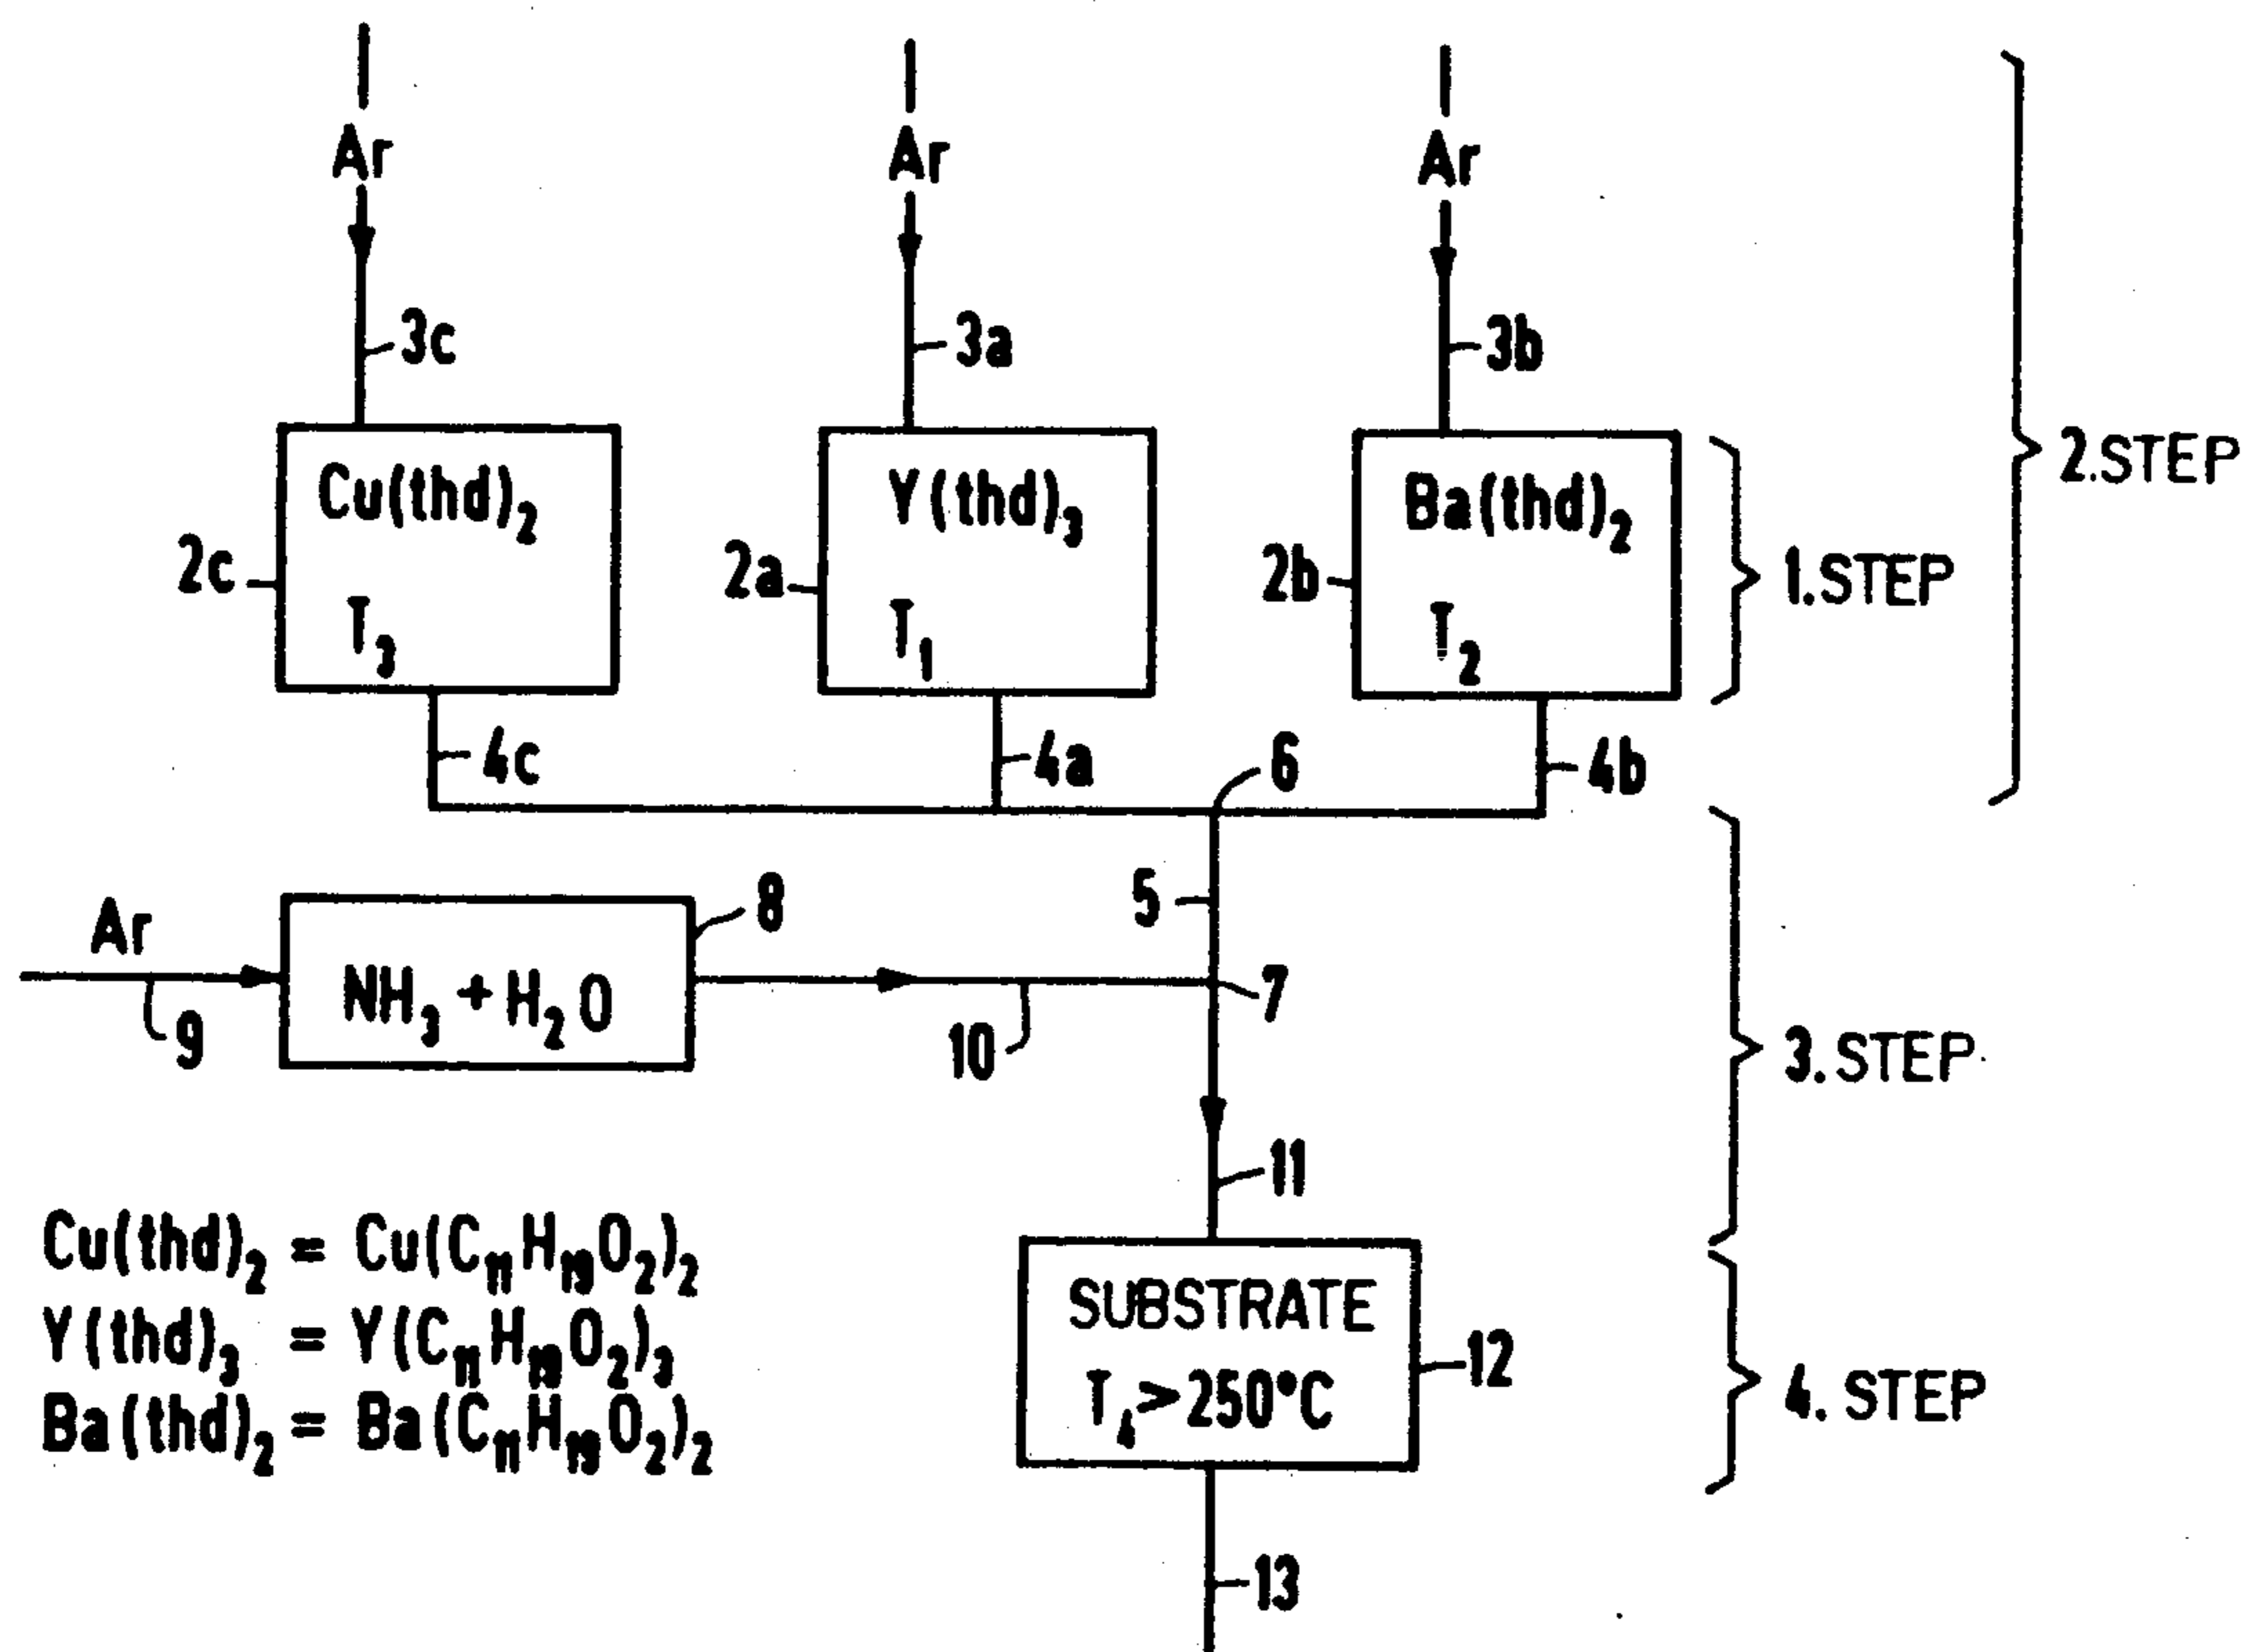 Ar
Ar
Ar
3c
3a
3b
Cu(thd)₂
Y(thd)₃
Ba(thd)₂
2.STEP
2c
2a
2b
1.STEP
T₃
T₁
T₂
4c
4a
6
4b
Ar
8
5
NH₃ + H₂O
7
9
10
3. STEP
11
Cu(thd)₂ = Cu(C₁₁H₁₉O₂)₂
Y(thd)₃ = Y(C₁₁H₁₉O₂)₃
Ba(thd)₂ = Ba(C₁₁H₁₉O₂)₂
SUBSTRATE
T₄>250°C
12
4. STEP
13